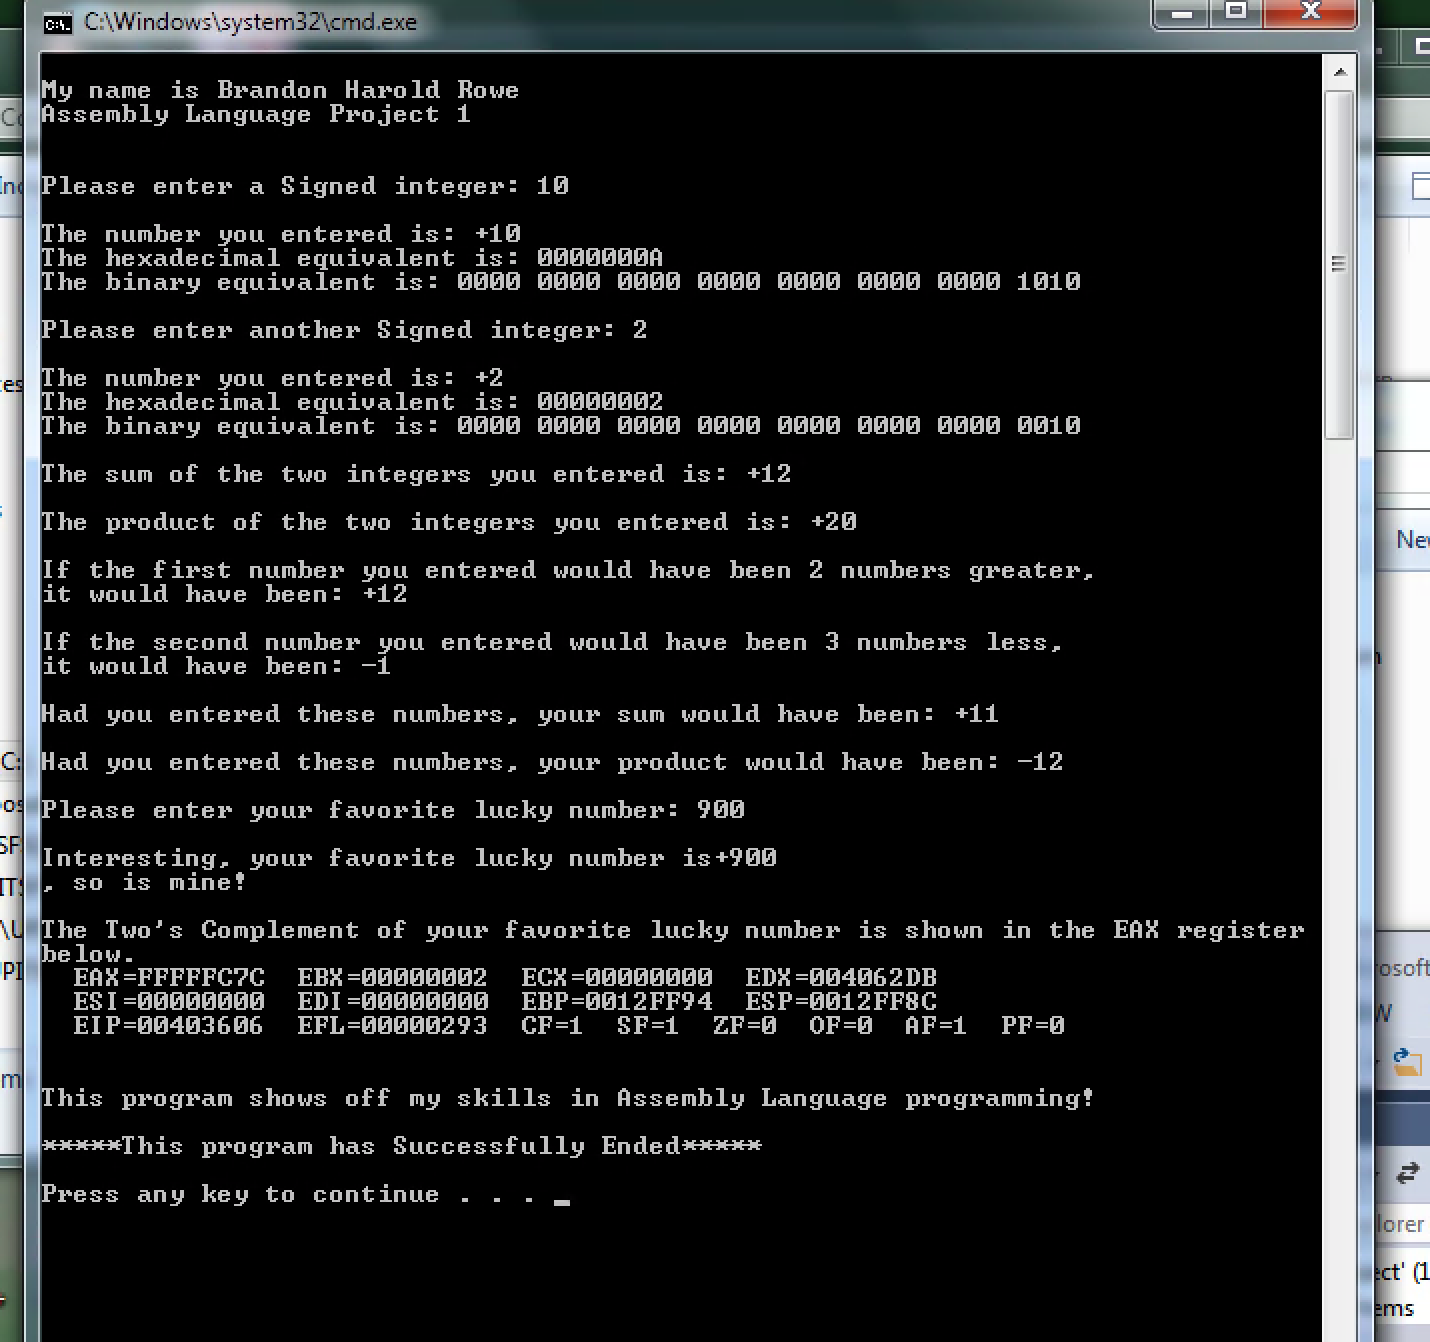 C:\Windows\system32\cmd.exe
My name is Brandon Harold Rowe
Assembly Language Project 1
Please enter a Signed integer: 10
The number you entered is: +10
The hexadecimal equivalent is: 0000000A
The binary equivalent is: 0000 0000 0000 0000 0000 0000 0000 1010
Please enter another Signed integer: 2
The number you entered is: +2
The hexadecimal equivalent is: 00000002
The binary equivalent is: 0000 0000 0000 0000 0000 0000 0000 0010
The sum of the two integers you entered is: +12
The product of the two integers you entered is: +20
If the first number you entered would have been 2 numbers greater,
it would have been: +12
If the second number you entered would have been 3 numbers less,
it would have been: -1
Had you entered these numbers, your sum would have been: +11
Had you entered these numbers, your product would have been: -12
Please enter your favorite lucky number: 900
Interesting, your favorite lucky number is+900
, so is mine!
The Two's Complement of your favorite lucky number is shown in the EAX register
below.
EAX=FFFFFC7C EBX=00000002 ECX=00000000 EDX=004062DB
ESI=00000000 EDI=00000000 EBP=0012FF94 ESP=0012FF8C
EIP=00403606 EFL=00000293 CF=1 SF=1 ZF=0 OF=0 AF=1 PF=0
This program shows off my skills in Assembly Language programming!
*****This program has Successfully Ended*****
Press any key to continue . . . _